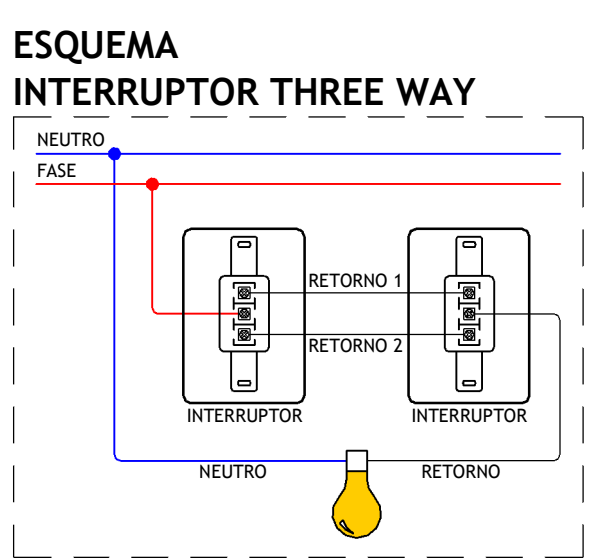 ESQUEMA
INTERRUPTOR THREE WAY
NEUTRO
FASE
RETORNO 1
RETORNO 2
INTERRUPTOR
INTERRUPTOR
NEUTRO
RETORNO